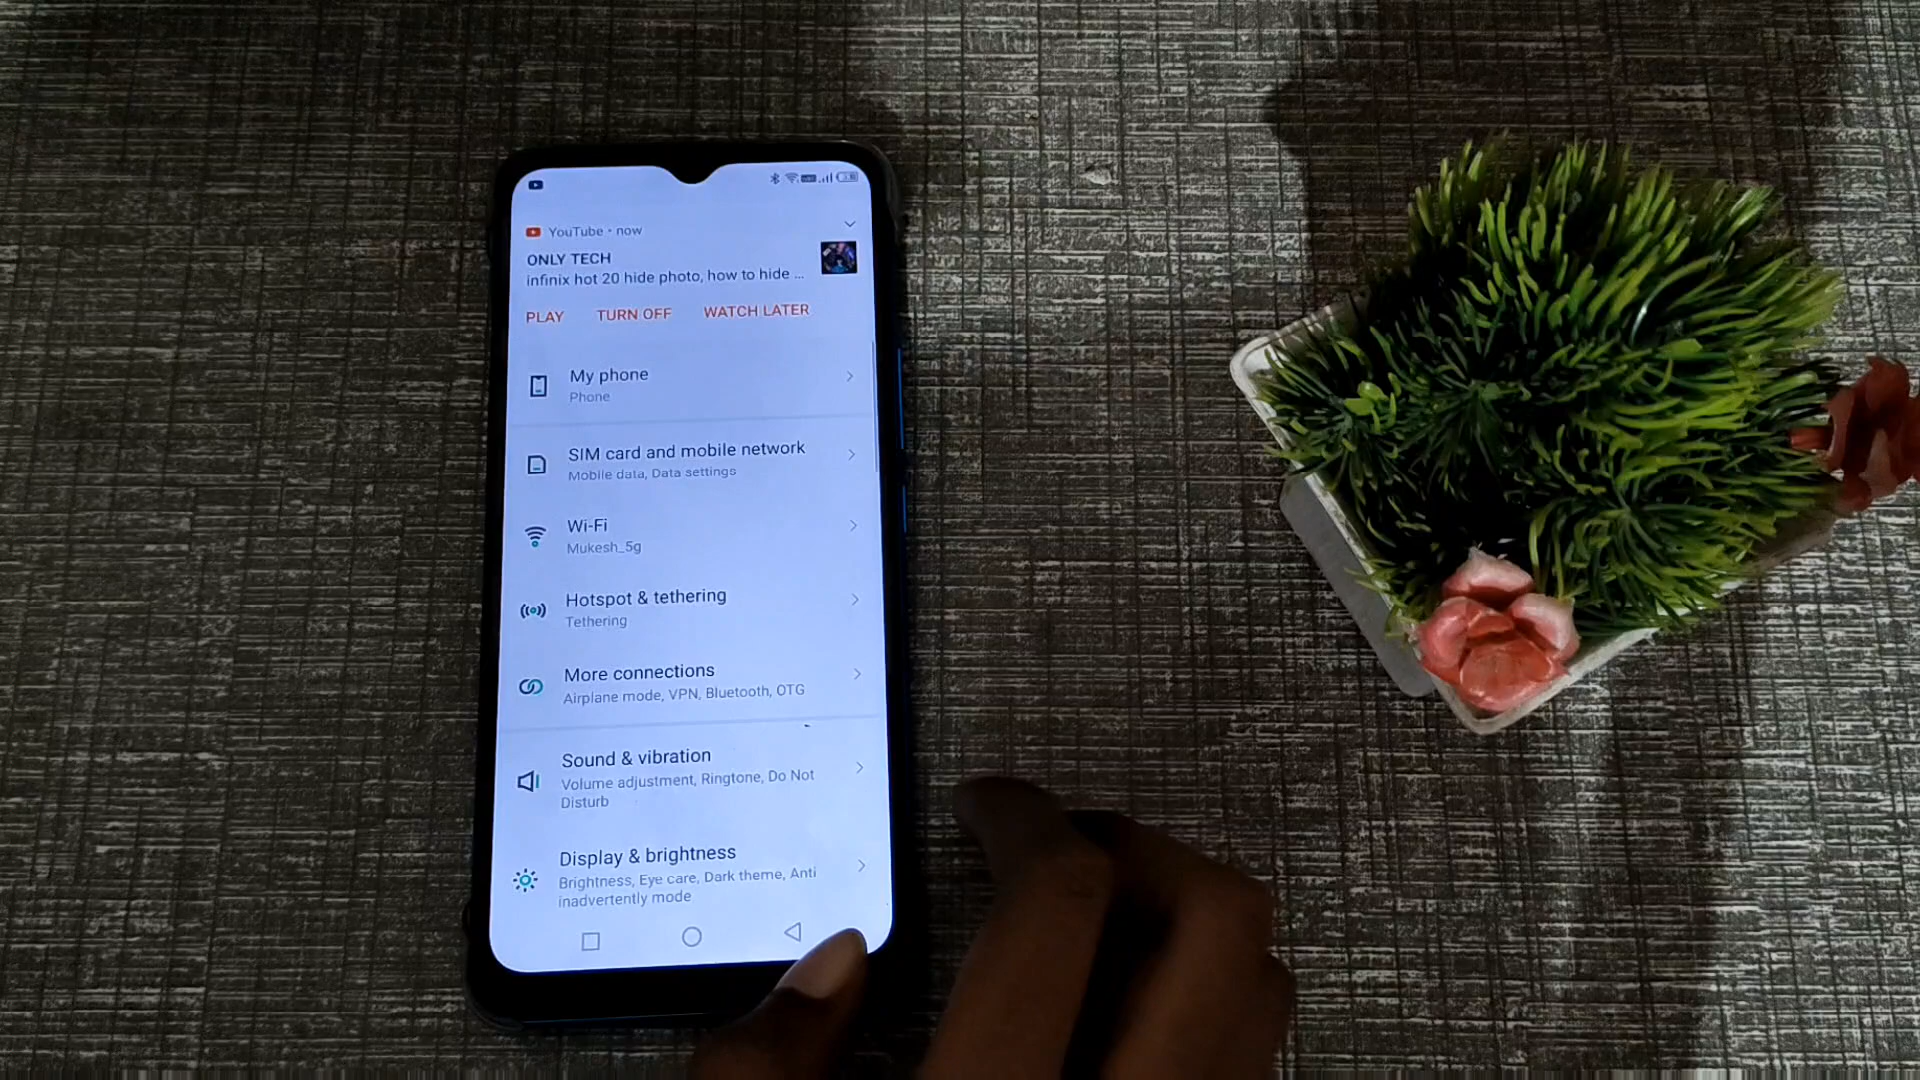 YouTube • now
ONLY TECH
infinix hot 20 hide photo, how to hide ...
PLAY TURN OFF WATCH LATER
My phone
Phone
SIM card and mobile network
Mobile data, Data settings
Wi-Fi
Mukesh_5g
Hotspot & tethering
Tethering
More connections
Airplane mode, VPN, Bluetooth, OTG
Sound & vibration
Volume adjustment, Ringtone, Do Not
Disturb
Display & brightness
Brightness, Eye care, Dark theme, Anti
inadvertently mode